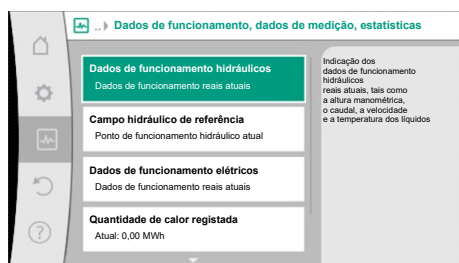 ..▶ Dados de funcionamento, dados de medição, estatísticas
Dados de funcionamento hidráulicos
Dados de funcionamento reais atuais
Campo hidráulico de referência
Ponto de funcionamento hidráulico atual
Dados de funcionamento elétricos
Dados de funcionamento reais atuais
Quantidade de calor registada
Atual: 0,00 MWh
Indicação dos
dados de funcionamento
hidráulicos
reais atuais, tais como
a altura manométrica,
o caudal, a velocidade
e a temperatura dos líquidos
?